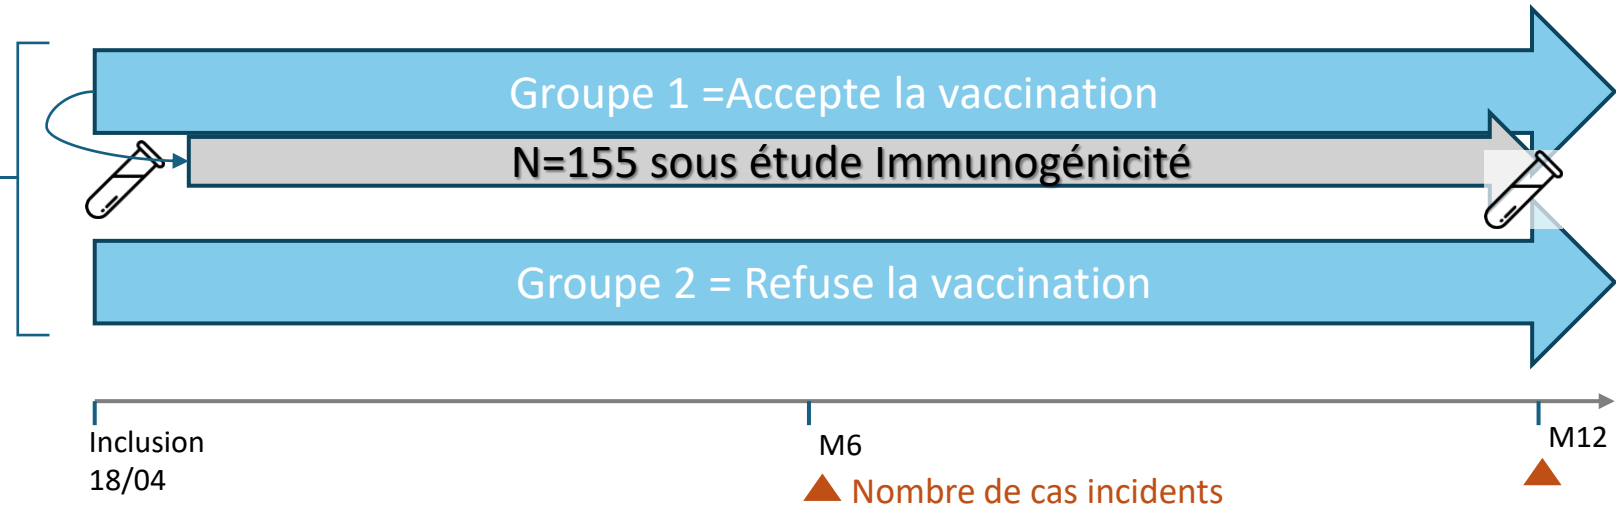 Groupe 1 =Accepte la vaccination
N=155 sous étude Immunogénicité
Groupe 2 = Refuse la vaccination
Inclusion
18/04
M6
M12
Nombre de cas incidents